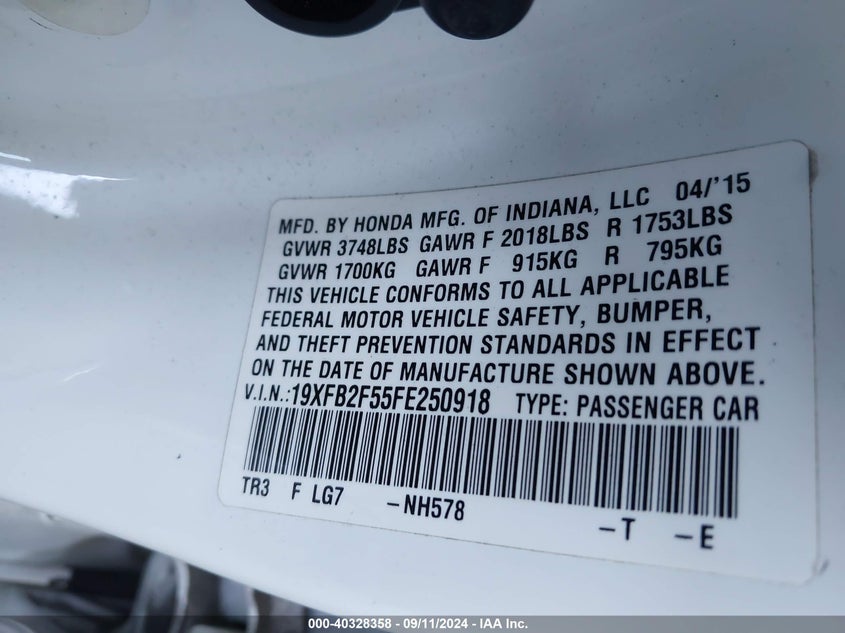 MFD. BY HONDA MFG. OF INDIANA, LLC 04/'15
GVWR 3748LBS GAWR F 2018LBS R 1753LBS
GVWR 1700KG GAWR F 915KG R 795KG
THIS VEHICLE CONFORMS TO ALL APPLICABLE
FEDERAL MOTOR VEHICLE SAFETY, BUMPER,
AND THEFT PREVENTION STANDARDS IN EFFECT
ON THE DATE OF MANUFACTURE SHOWN ABOVE.
V.I.N.:19XFB2F55FE250918 TYPE: PASSENGER CAR
TR3 F LG7 –NH578 –T –E
000-40328358 - 09/11/2024 - IAA Inc.